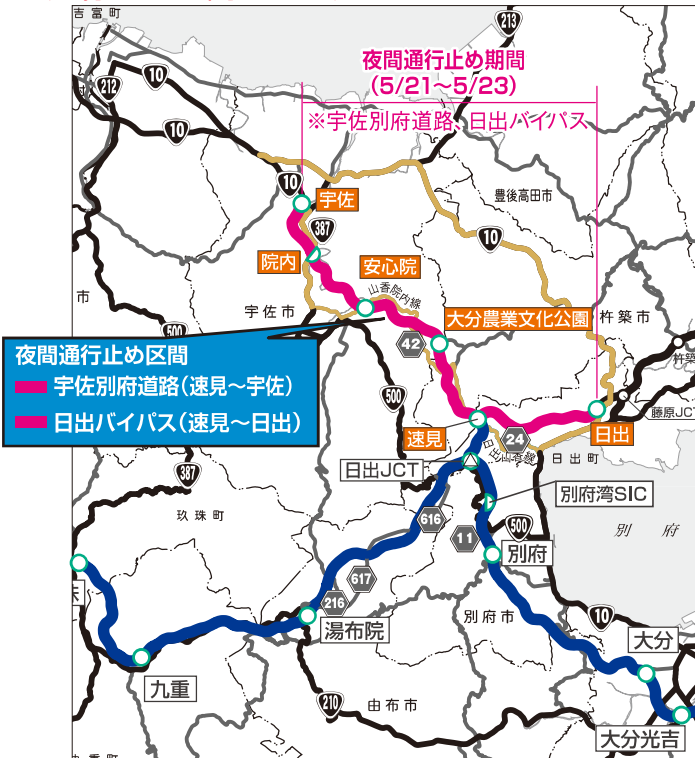 吉富町
213
夜間通行止め期間
(5/21〜5/23)
※宇佐別府道路、日出バイパス
10
212
10
10
宇佐
豊後高田市
387
10
院内
安心院
山香院内線
市
宇佐市
大分農業文化公園
杵築市
500
42
杵築
夜間通行止め区間
宇佐別府道路(速見〜宇佐)
日出バイパス(速見〜日出)
500
藤原JC
速見
24
日出
日出山香線
日出町
387
日出JCT
別府湾SIC
玖珠町
616
500
11
別府
別府
617
216
湯布院
別府市
10
大分
九重
210
由布市
大分光吉